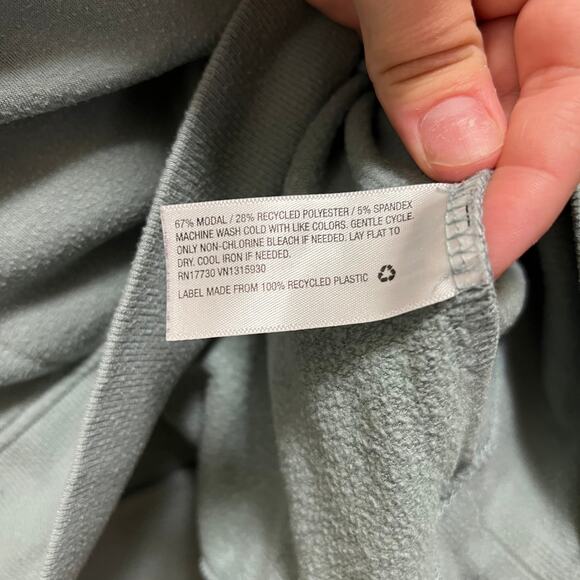 67% MODAL / 28% RECYCLED POLYESTER / 5% SPANDEX
MACHINE WASH COLD WITH LIKE COLORS. GENTLE CYCLE.
ONLY NON-CHLORINE BLEACH IF NEEDED. LAY FLAT TO
DRY. COOL IRON IF NEEDED.
RN17730 VN1315930
LABEL MADE FROM 100% RECYCLED PLASTIC